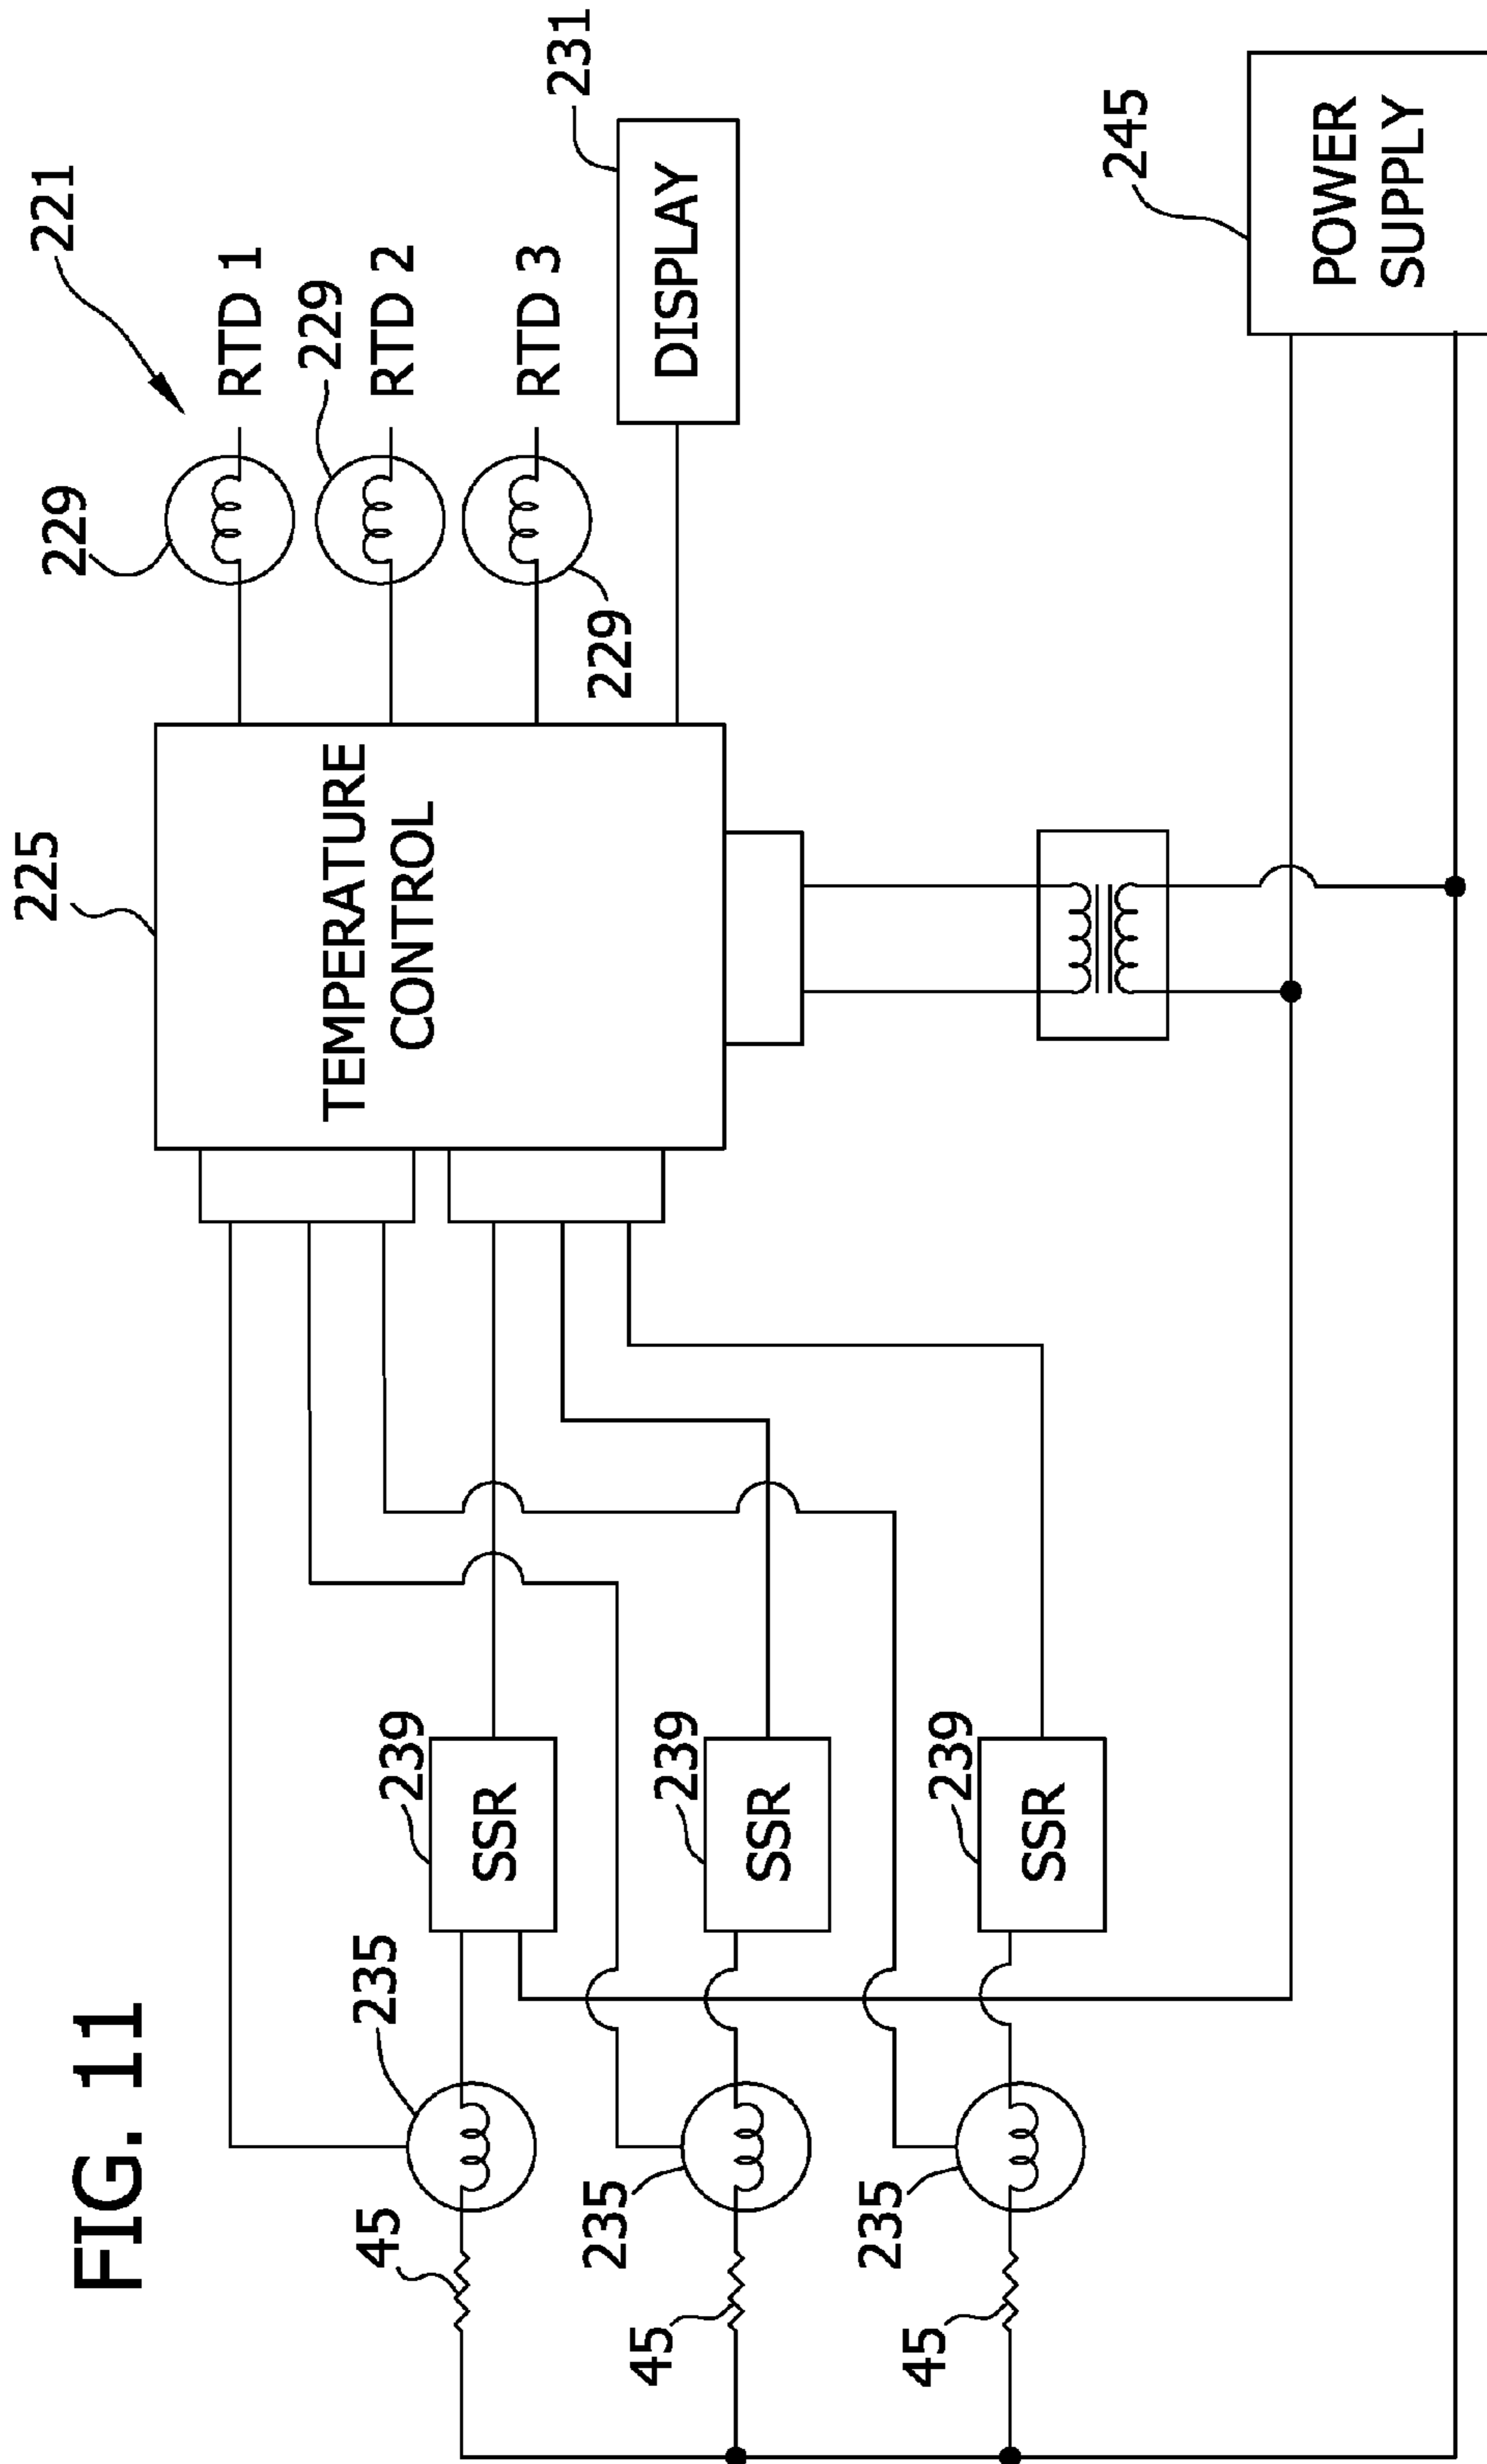 FIG. 11
221
225
229
RTD 1
229
RTD 2
RTD 3
229
231
DISPLAY
TEMPERATURE
CONTROL
235
239
SSR
45
235
239
SSR
45
235
239
SSR
45
245
POWER
SUPPLY